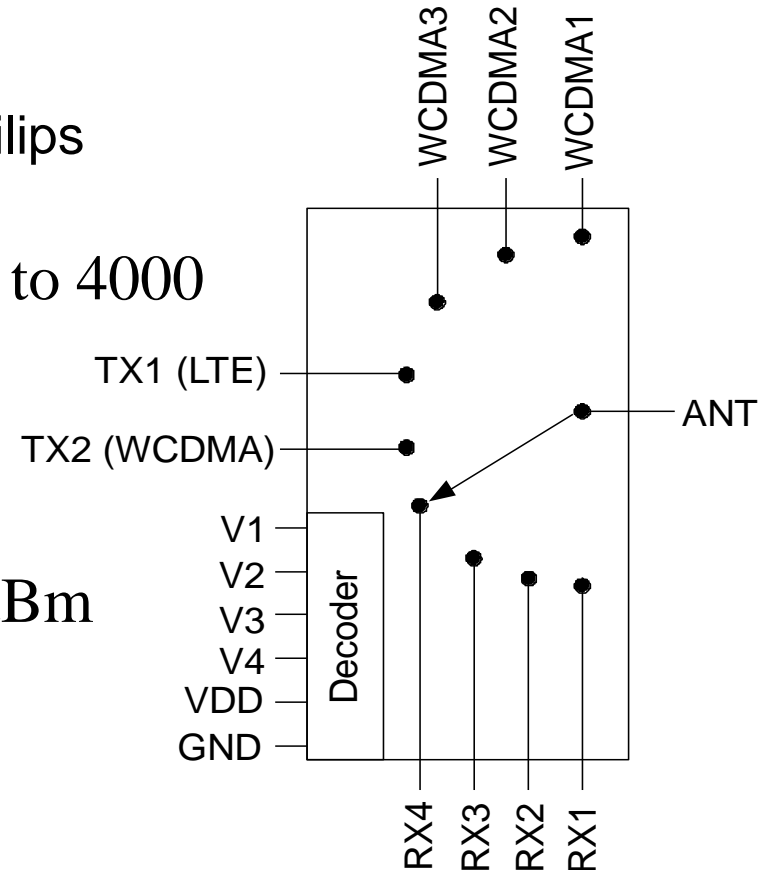 WCDMA3
WCDMA2
WCDMA1
to 4000
TX1 (LTE)
ANT
TX2 (WCDMA)
V1
V2
Bm
V3
V4
VDD
GND
Decoder
RX4
RX3
RX2
RX1